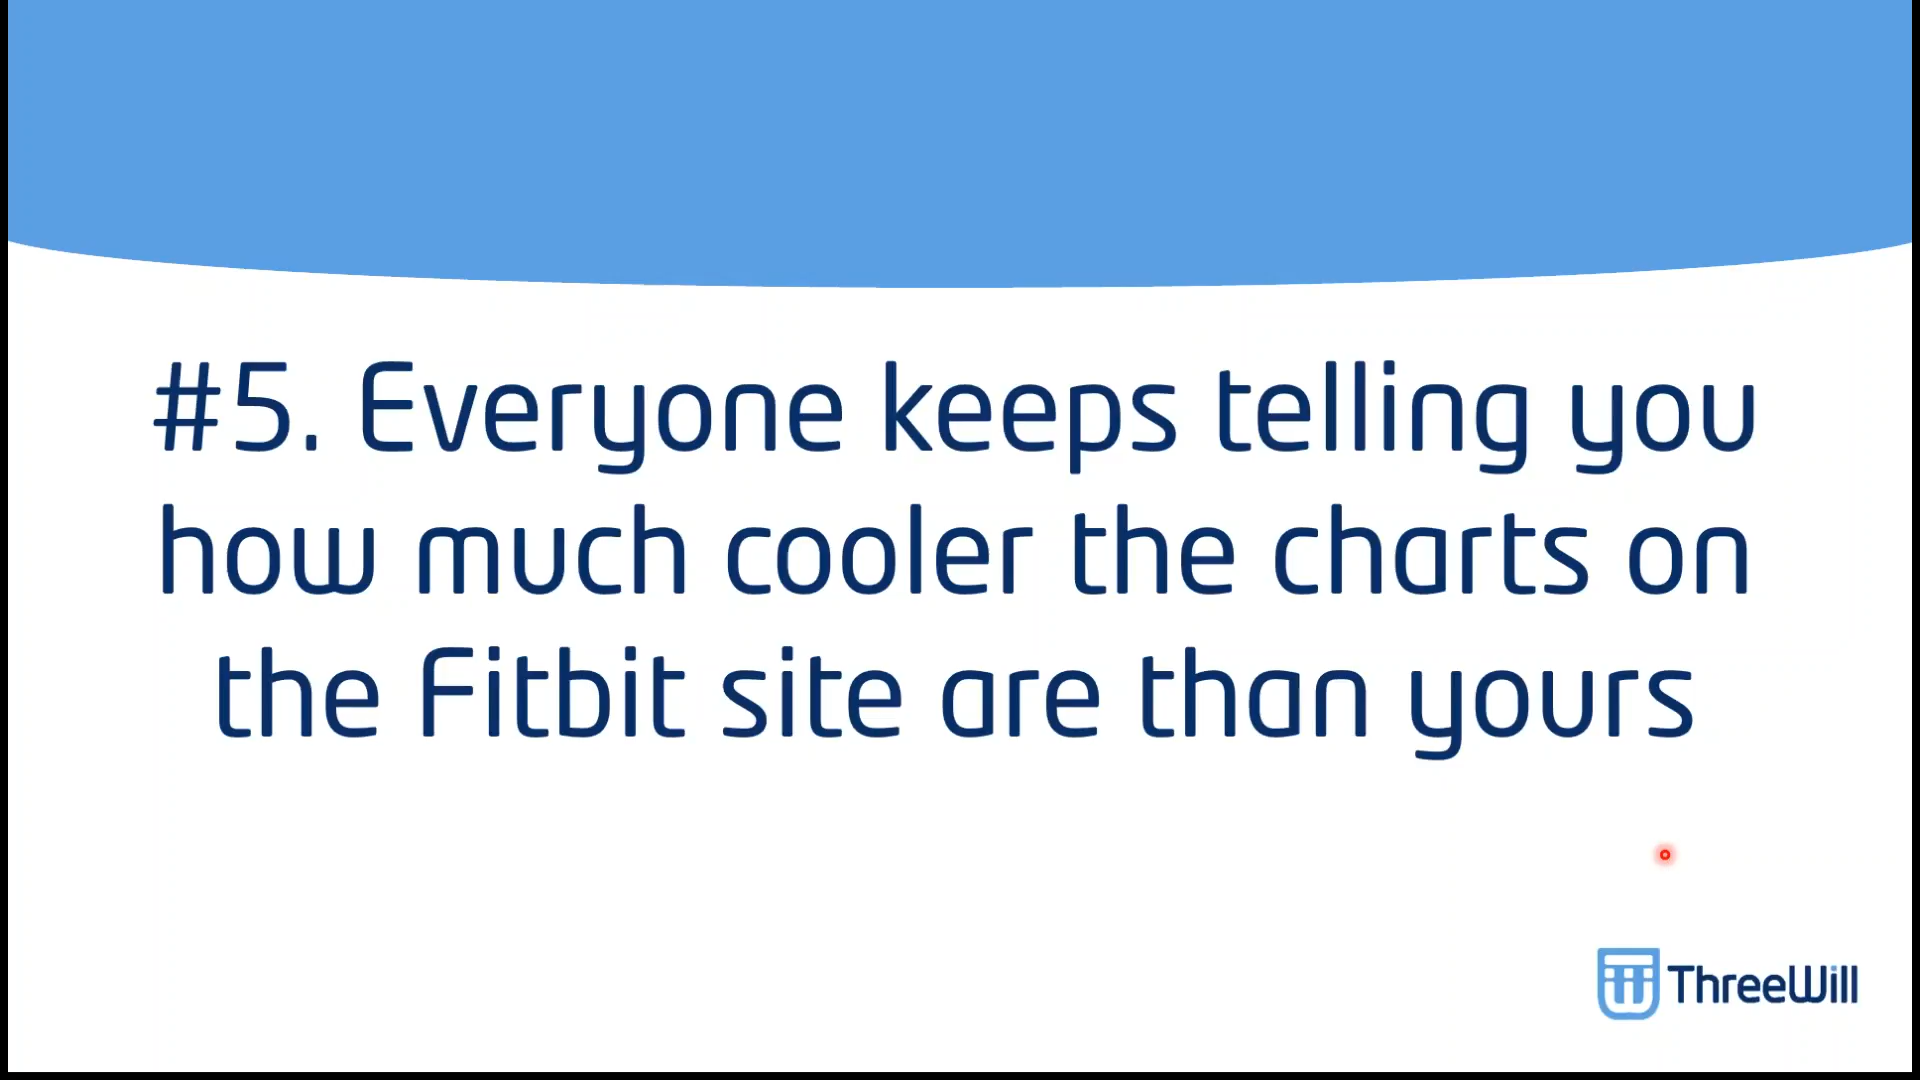 #5. Everyone keeps telling you
how much cooler the charts on
the Fitbit site are than yours
ThreeWill